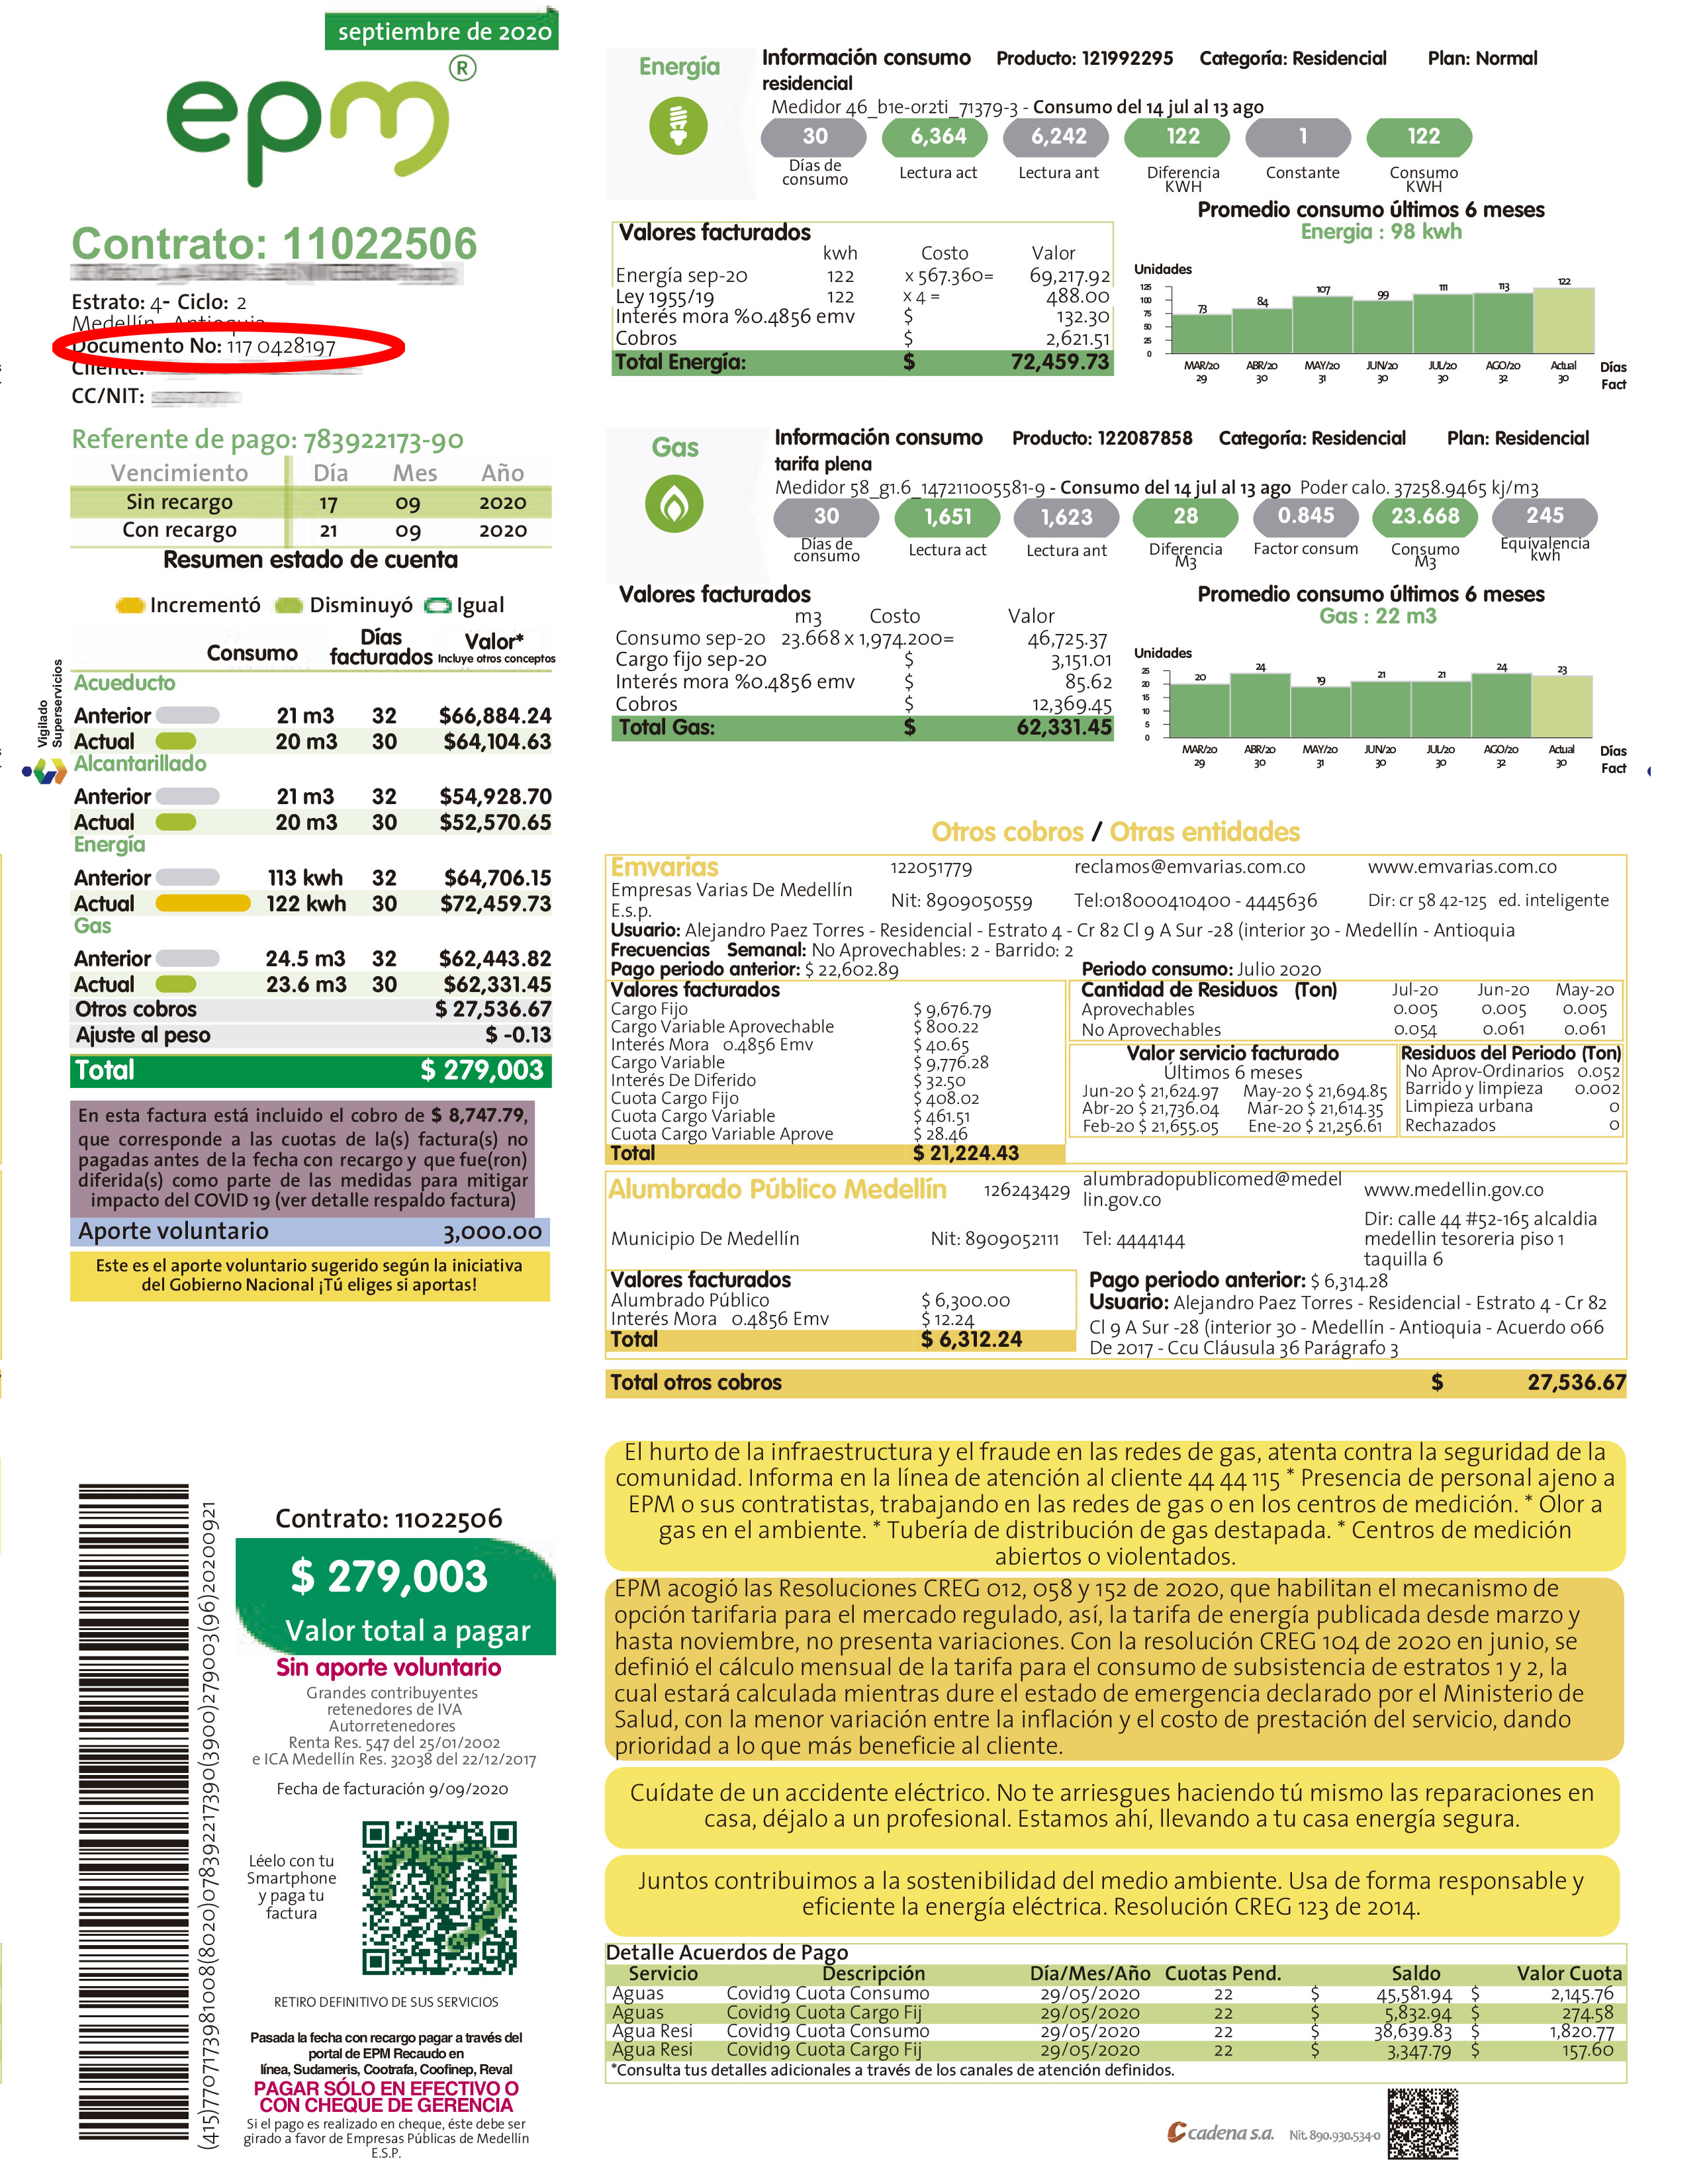 septiembre de 2020
epm®
Contrato: 11022506
Estrato: 4- Ciclo: 2
Medellín - Antioquia
Documento No: 117 0428197
Cliente:
CC/NIT:
Referente de pago: 783922173-90
Vencimiento Día Mes Año
Sin recargo 17 09 2020
Con recargo 21 09 2020
Resumen estado de cuenta
Incrementó Disminuyó Igual
Consumo Días facturados Valor*
Incluye otros conceptos
Acueducto
Anterior 21 m3 32 $66,884.24
Actual 20 m3 30 $64,104.63
Alcantarillado
Anterior 21 m3 32 $54,928.70
Actual 20 m3 30 $52,570.65
Energía
Anterior 113 kwh 32 $64,706.15
Actual 122 kwh 30 $72,459.73
Gas
Anterior 24.5 m3 32 $62,443.82
Actual 23.6 m3 30 $62,331.45
Otros cobros $ 27,536.67
Ajuste al peso $ -0.13
Total $ 279,003
Vigilado
Superservicios
En esta factura está incluido el cobro de $ 8,747.79,
que corresponde a las cuotas de la(s) factura(s) no
pagadas antes de la fecha con recargo y que fue(ron)
diferida(s) como parte de las medidas para mitigar
impacto del COVID 19 (ver detalle respaldo factura)
Aporte voluntario 3,000.00
Este es el aporte voluntario sugerido según la iniciativa
del Gobierno Nacional ¡Tú eliges si aportas!
(415)7707173981008(8020)078392217390(3900)279003(96)20200921
Contrato: 11022506
$ 279,003
Valor total a pagar
Sin aporte voluntario
Grandes contribuyentes
retenedores de IVA
Autorretenedores
Renta Res. 547 del 25/01/2002
e ICA Medellín Res. 32038 del 22/12/2017
Fecha de facturación 9/09/2020
Léelo con tu
Smartphone
y paga tu
factura
RETIRO DEFINITIVO DE SUS SERVICIOS
Pasada la fecha con recargo pagar a través del
portal de EPM Recaudo en
línea, Sudameris, Cootrafa, Coofinep, Reval
PAGAR SÓLO EN EFECTIVO O
CON CHEQUE DE GERENCIA
Si el pago es realizado en cheque, éste debe ser
girado a favor de Empresas Públicas de Medellín
E.S.P.
Energía
Información consumo Producto: 121992295 Categoría: Residencial Plan: Normal
residencial
Medidor 46_b1e-or2ti_71379-3 - Consumo del 14 jul al 13 ago
30 6,364 6,242 122 1 122
Días de consumo Lectura act Lectura ant Diferencia KWH Constante Consumo KWH
Valores facturados
kwh Costo Valor
Energía sep-20 122 x 567.360= 69,217.92
Ley 1955/19 122 x 4 = 488.00
Interés mora %0.4856 emv $ 132.30
Cobros $ 2,621.51
Total Energía: $ 72,459.73
Promedio consumo últimos 6 meses
Energia : 98 kwh
Unidades
125
100
75
50
25
0
73 84 107 99 111 113 122
MAR/20 ABR/20 MAY/20 JUN/20 JUL/20 AGO/20 Actual Días
29 30 31 30 30 32 30 Fact
Gas
Información consumo Producto: 122087858 Categoría: Residencial Plan: Residencial
tarifa plena
Medidor 58_g1.6_147211005581-9 - Consumo del 14 jul al 13 ago Poder calo. 37258.9465 kj/m3
30 1,651 1,623 28 0.845 23.668 245
Días de consumo Lectura act Lectura ant Diferencia M3 Factor consum Consumo M3 Equivalencia kwh
Valores facturados
m3 Costo Valor
Consumo sep-20 23.668 x 1,974.200= 46,725.37
Cargo fijo sep-20 $ 3,151.01
Interés mora %0.4856 emv $ 85.62
Cobros $ 12,369.45
Total Gas: $ 62,331.45
Promedio consumo últimos 6 meses
Gas : 22 m3
Unidades
25
20
15
10
5
0
20 24 19 21 21 24 23
MAR/20 ABR/20 MAY/20 JUN/20 JUL/20 AGO/20 Actual Días
29 30 31 30 30 32 30 Fact
Otros cobros / Otras entidades
Emvarias 122051779 reclamos@emvarias.com.co www.emvarias.com.co
Empresas Varias De Medellín
E.s.p. Nit: 8909050559 Tel:018000410400 - 4445636 Dir: cr 58 42-125 ed. inteligente
Usuario: Alejandro Paez Torres - Residencial - Estrato 4 - Cr 82 Cl 9 A Sur -28 (interior 30 - Medellín - Antioquia
Frecuencias Semanal: No Aprovechables: 2 - Barrido: 2
Pago periodo anterior: $ 22,602.89 Periodo consumo: Julio 2020
Valores facturados
Cargo Fijo $ 9,676.79
Cargo Variable Aprovechable $ 800.22
Interés Mora 0.4856 Emv $ 40.65
Cargo Variable $ 9,776.28
Interés De Diferido $ 32.50
Cuota Cargo Fijo $ 408.02
Cuota Cargo Variable $ 461.51
Cuota Cargo Variable Aprove $ 28.46
Total $ 21,224.43
Cantidad de Residuos (Ton) Jul-20 Jun-20 May-20
Aprovechables 0.005 0.005 0.005
No Aprovechables 0.054 0.061 0.061
Valor servicio facturado
Últimos 6 meses
Jun-20 $ 21,624.97 May-20 $ 21,694.85
Abr-20 $ 21,736.04 Mar-20 $ 21,614.35
Feb-20 $ 21,655.05 Ene-20 $ 21,256.61
Residuos del Periodo (Ton)
No Aprov-Ordinarios 0.052
Barrido y limpieza 0.002
Limpieza urbana 0
Rechazados 0
Alumbrado Público Medellín 126243429 alumbradopublicomed@medel
lin.gov.co www.medellin.gov.co
Municipio De Medellín Nit: 8909052111 Tel: 4444144
Dir: calle 44 #52-165 alcaldia
medellin tesoreria piso 1
taquilla 6
Valores facturados
Alumbrado Público $ 6,300.00
Interés Mora 0.4856 Emv $ 12.24
Total $ 6,312.24
Pago periodo anterior: $ 6,314.28
Usuario: Alejandro Paez Torres - Residencial - Estrato 4 - Cr 82
Cl 9 A Sur -28 (interior 30 - Medellín - Antioquia - Acuerdo 066
De 2017 - Ccu Cláusula 36 Parágrafo 3
Total otros cobros $ 27,536.67
El hurto de la infraestructura y el fraude en las redes de gas, atenta contra la seguridad de la
comunidad. Informa en la línea de atención al cliente 44 44 115 * Presencia de personal ajeno a
EPM o sus contratistas, trabajando en las redes de gas o en los centros de medición. * Olor a
gas en el ambiente. * Tubería de distribución de gas destapada. * Centros de medición
abiertos o violentados.
EPM acogió las Resoluciones CREG 012, 058 y 152 de 2020, que habilitan el mecanismo de
opción tarifaria para el mercado regulado, así, la tarifa de energía publicada desde marzo y
hasta noviembre, no presenta variaciones. Con la resolución CREG 104 de 2020 en junio, se
definió el cálculo mensual de la tarifa para el consumo de subsistencia de estratos 1 y 2, la
cual estará calculada mientras dure el estado de emergencia declarado por el Ministerio de
Salud, con la menor variación entre la inflación y el costo de prestación del servicio, dando
prioridad a lo que más beneficie al cliente.
Cuídate de un accidente eléctrico. No te arriesgues haciendo tú mismo las reparaciones en
casa, déjalo a un profesional. Estamos ahí, llevando a tu casa energía segura.
Juntos contribuimos a la sostenibilidad del medio ambiente. Usa de forma responsable y
eficiente la energía eléctrica. Resolución CREG 123 de 2014.
Detalle Acuerdos de Pago
Servicio Descripción Día/Mes/Año Cuotas Pend. Saldo Valor Cuota
Aguas Covid19 Cuota Consumo 29/05/2020 22 $ 45,581.94 $ 2,145.76
Aguas Covid19 Cuota Cargo Fij 29/05/2020 22 $ 5,832.94 $ 274.58
Agua Resi Covid19 Cuota Consumo 29/05/2020 22 $ 38,639.83 $ 1,820.77
Agua Resi Covid19 Cuota Cargo Fij 29/05/2020 22 $ 3,347.79 $ 157.60
*Consulta tus detalles adicionales a través de los canales de atención definidos.
cadena s.a. Nit. 890.930.534-0